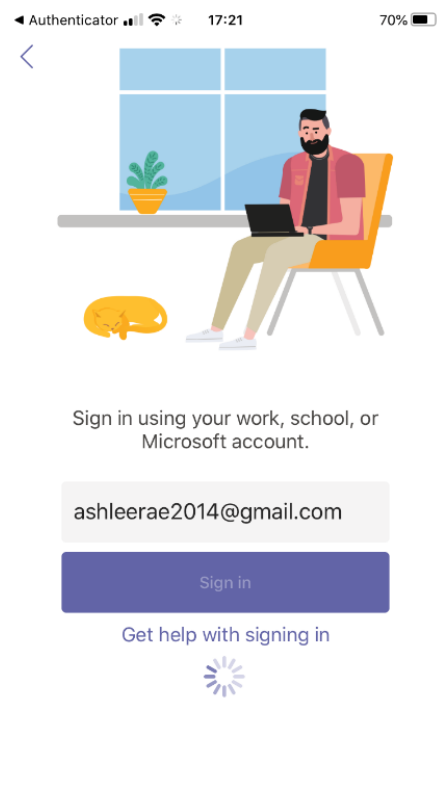 ◀ Authenticator 17:21 70%
Sign in using your work, school, or
Microsoft account.
ashleerae2014@gmail.com
Sign in
Get help with signing in